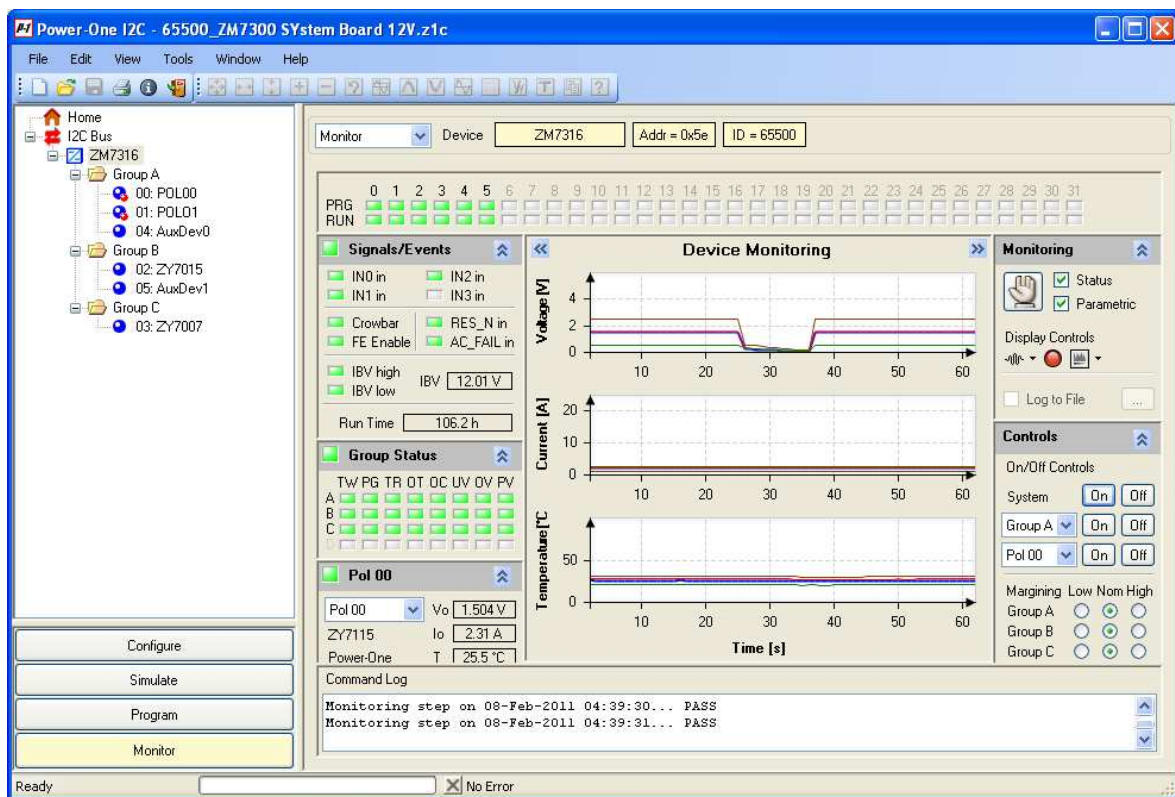 Power-One I2C - 65500_ZM7300 SYstem Board 12V.z1c
File Edit View Tools Window Help
Home
I2C Bus
ZM7316
Group A
00: POL00
01: POLO1
04: AuxDev0
Group B
02: ZY7015
05: AuxDev1
Group C
03: ZY7007
Configure
Simulate
Program
Monitor
Monitor Device ZM7316 Addr = 0x5e ID = 65500
0 1 2 3 4 5 6 7 8 9 10 11 12 13 14 15 16 17 18 19 20 21 22 23 24 25 26 27 28 29 30 31
PRG
RUN
Signals/Events
IN0 in IN2 in
IN1 in IN3 in
Crowbar RES_N in
FE Enable AC_FAIL in
IBV high
IBV low
IBV 12.01 V
Run Time 106.2 h
Group Status
TW PG TR OT OC UV OV PV
A
B
C
D
Pol 00
Pol 00 Vo 1.504 V
ZY7115 Io 2.31 A
Power-One T 25.5 °C
Device Monitoring
Voltage [V]
4
2
0
10 20 30 40 50 60
Current [A]
20
10
0
10 20 30 40 50 60
Temperature[°C
50
0
10 20 30 40 50 60
Time [s]
Monitoring
Status
Parametric
Display Controls
Log to File ...
Controls
On/Off Controls
System On Off
Group A On Off
Pol 00 On Off
Margining Low Nom High
Group A
Group B
Group C
Command Log
Monitoring step on 08-Feb-2011 04:39:30... PASS
Monitoring step on 08-Feb-2011 04:39:31... PASS
Ready No Error